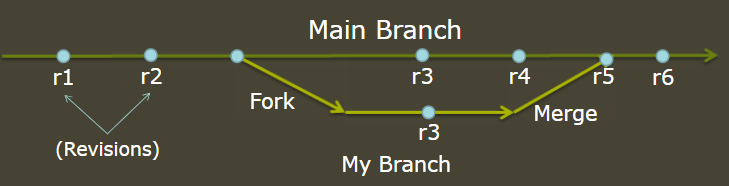 Main Branch
r1
r2
r3
r4
r5
r6
Fork
Merge
r3
(Revisions)
My Branch